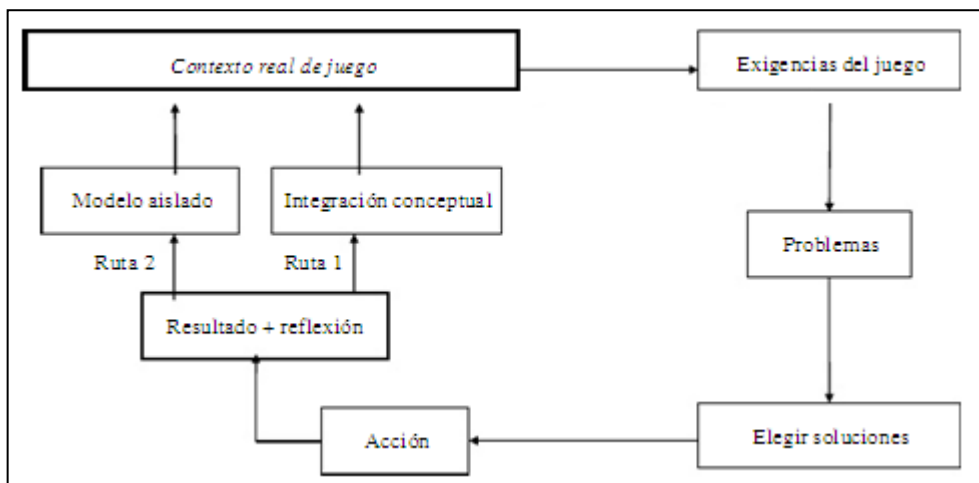 Contexto real de juego
Exigencias del juego
Modelo aislado
Integración conceptual
Problemas
Ruta 2
Ruta 1
Resultado + reflexión
Elegir soluciones
Acción